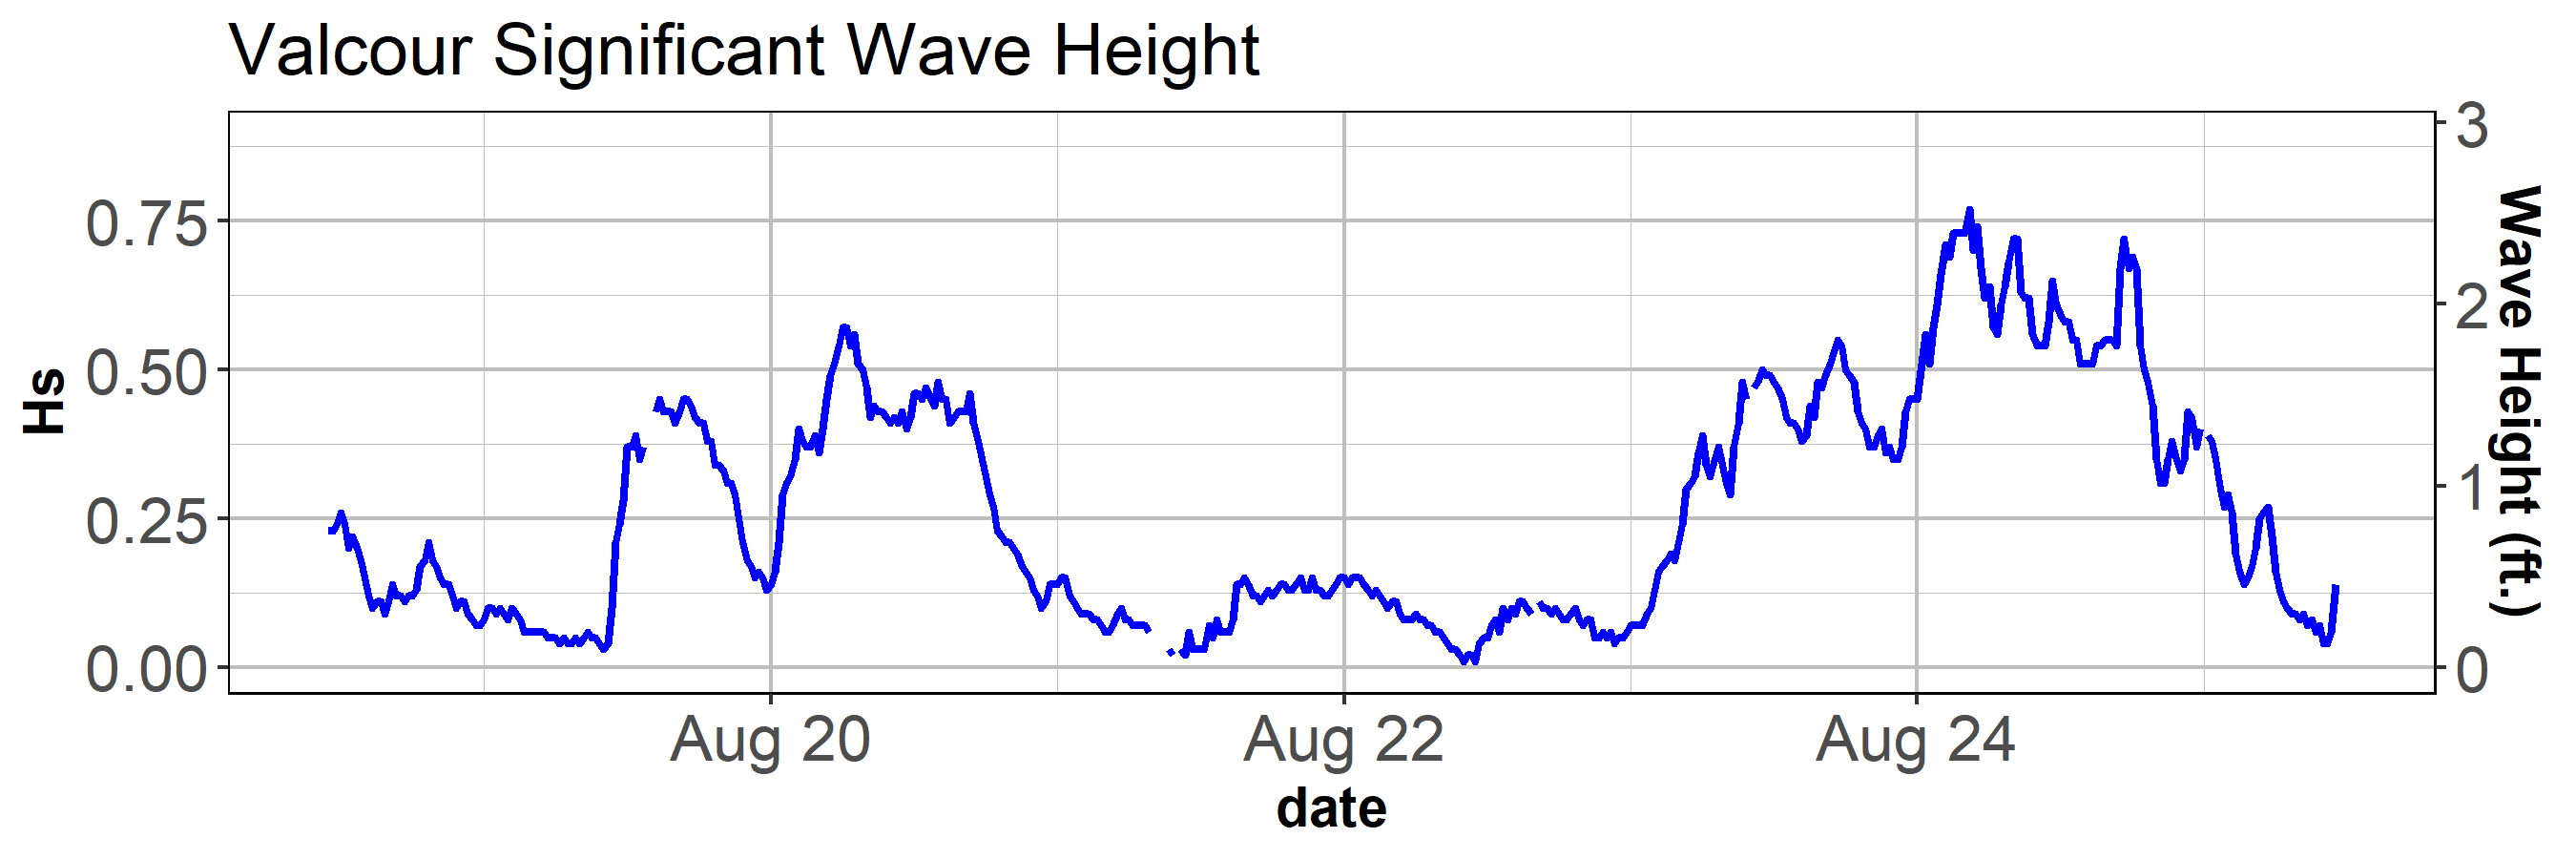 Valcour Significant Wave Height
Hs
0.75
0.50
0.25
0.00
3
2
1
0
Wave Height (ft.)
Aug 20
Aug 22
Aug 24
date